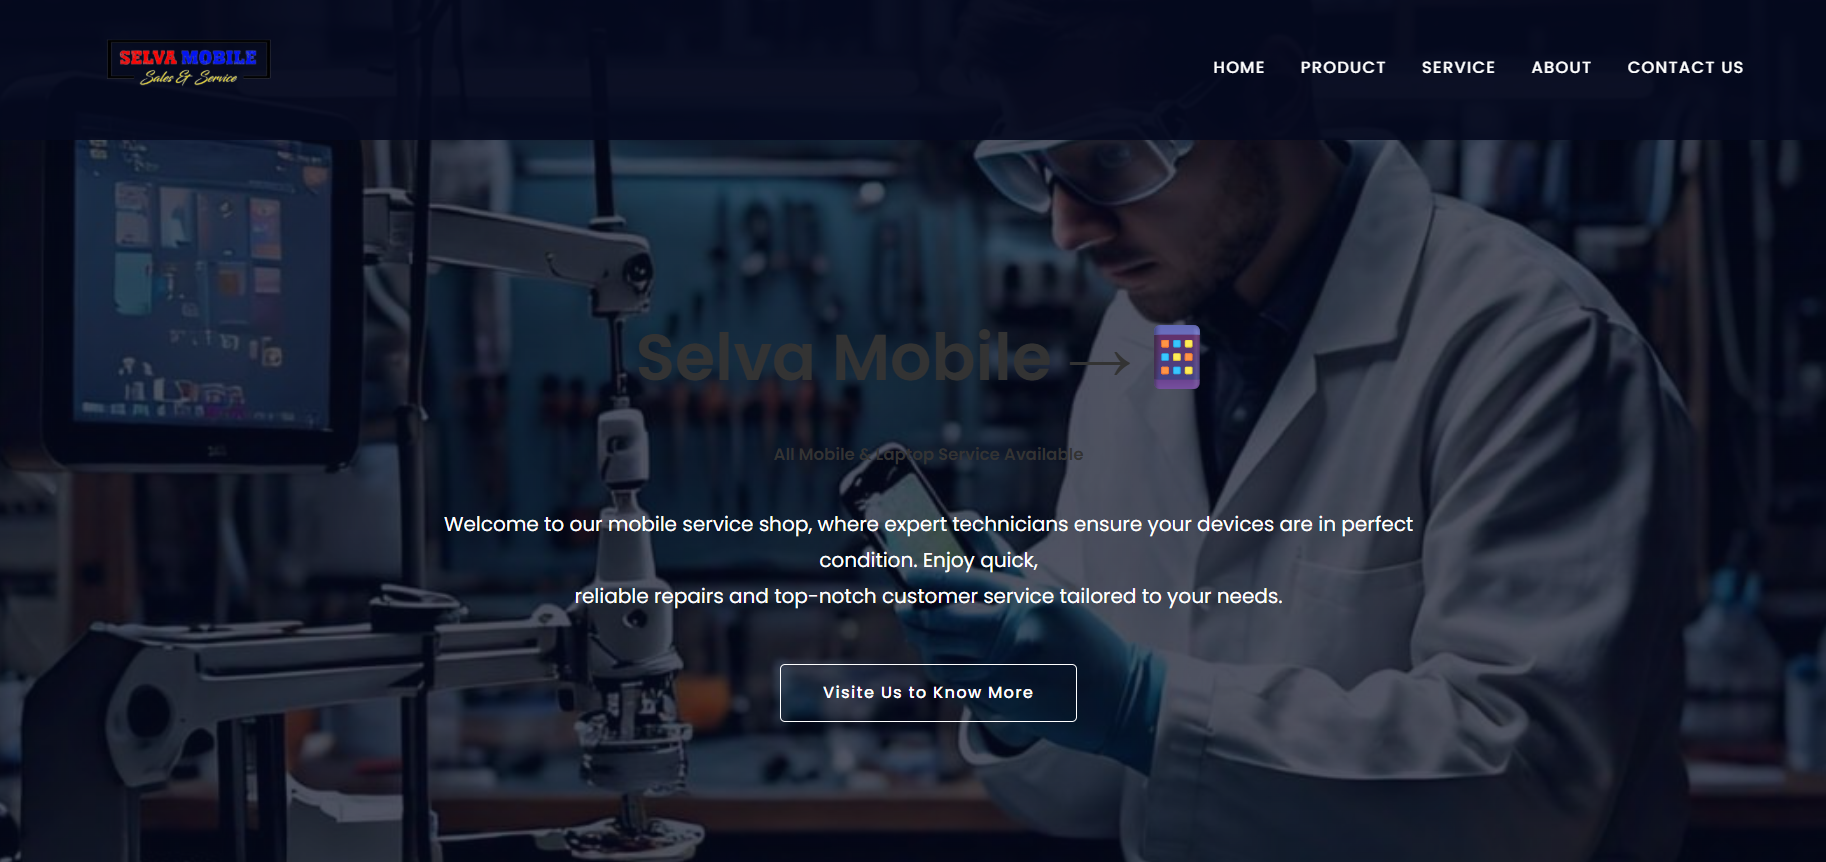 SELVA MOBILE
Sales & Service
HOME PRODUCT SERVICE ABOUT CONTACT US
Selva Mobile → 📱
All Mobile & Laptop Service Available
Welcome to our mobile service shop, where expert technicians ensure your devices are in perfect
condition. Enjoy quick,
reliable repairs and top-notch customer service tailored to your needs.
Visite Us to Know More